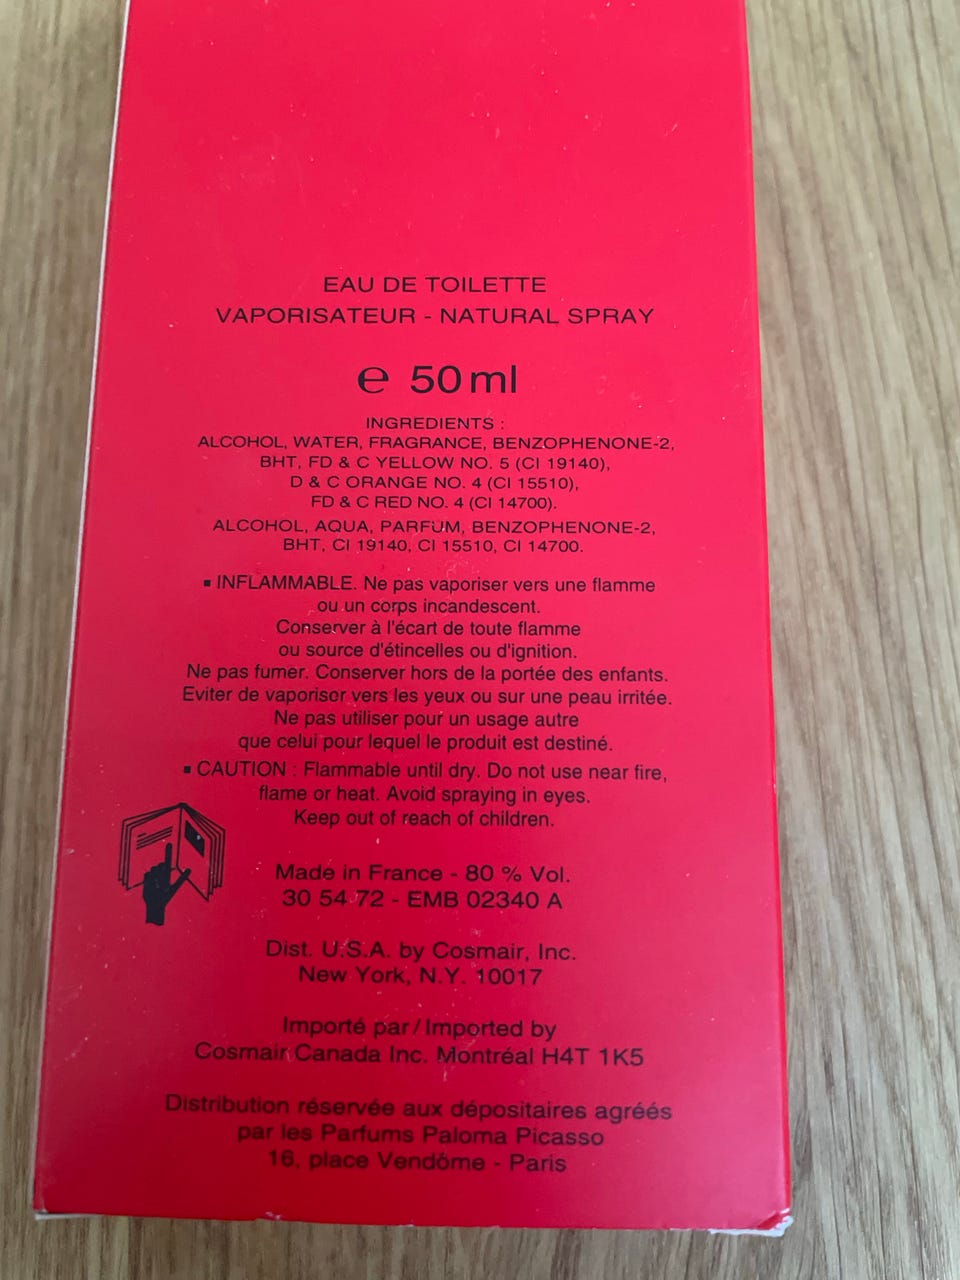 EAU DE TOILETTE
VAPORISATEUR - NATURAL SPRAY
℮ 50 ml
INGREDIENTS :
ALCOHOL, WATER, FRAGRANCE, BENZOPHENONE-2,
BHT, FD & C YELLOW NO. 5 (CI 19140),
D & C ORANGE NO. 4 (CI 15510),
FD & C RED NO. 4 (CI 14700).
ALCOHOL, AQUA, PARFUM, BENZOPHENONE-2,
BHT, CI 19140, CI 15510, CI 14700.
▪ INFLAMMABLE. Ne pas vaporiser vers une flamme
ou un corps incandescent.
Conserver à l'écart de toute flamme
ou source d'étincelles ou d'ignition.
Ne pas fumer. Conserver hors de la portée des enfants.
Eviter de vaporiser vers les yeux ou sur une peau irritée.
Ne pas utiliser pour un usage autre
que celui pour lequel le produit est destiné.
▪ CAUTION : Flammable until dry. Do not use near fire,
flame or heat. Avoid spraying in eyes.
Keep out of reach of children.
Made in France - 80 % Vol.
30 54 72 - EMB 02340 A
Dist. U.S.A. by Cosmair, Inc.
New York, N.Y. 10017
Importé par / Imported by
Cosmair Canada Inc. Montréal H4T 1K5
Distribution réservée aux dépositaires agréés
par les Parfums Paloma Picasso
16, place Vendôme - Paris